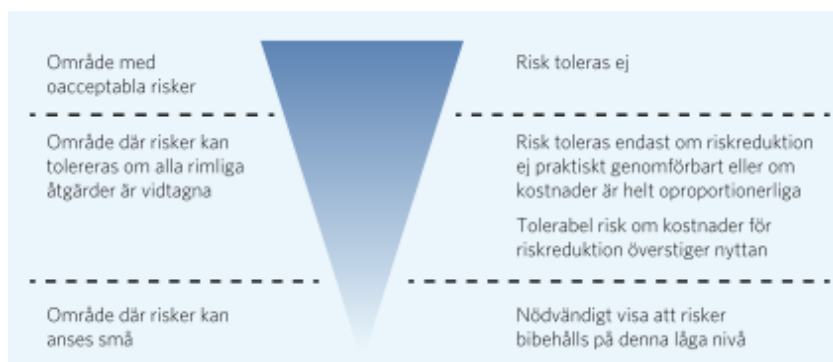 Område med
oacceptabla risker
Risk toleras ej
Område där risker kan
tolereras om alla rimliga
åtgärder är vidtagna
Risk toleras endast om riskreduktion
ej praktiskt genomförbart eller om
kostnader är helt oproportionerliga
Tolerabel risk om kostnader för
riskreduktion överstiger nyttan
Område där risker kan
anses små
Nödvändigt visa att risker
bibehålls på denna låga nivå